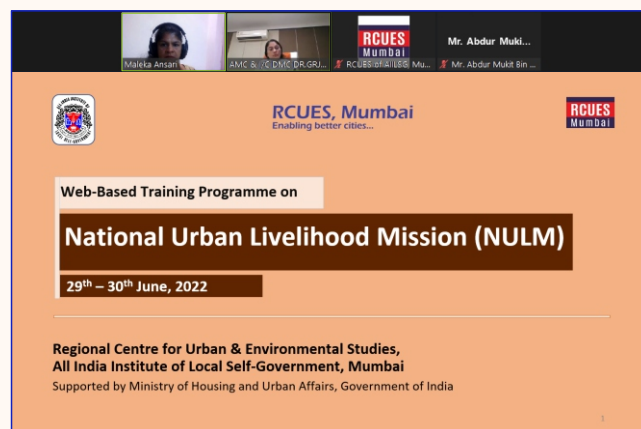 RCUES
Mumbai
Mr. Abdur Muki...
Maleka Ansari
AMC & I/C DMC DR.GRJ...
RCUES of AIILSG, Mu...
Mr. Abdur Mukit Bin ...
RCUES, Mumbai
Enabling better cities...
RCUES
Mumbai
Web-Based Training Programme on
National Urban Livelihood Mission (NULM)
29th – 30th June, 2022
Regional Centre for Urban & Environmental Studies,
All India Institute of Local Self-Government, Mumbai
Supported by Ministry of Housing and Urban Affairs, Government of India
1